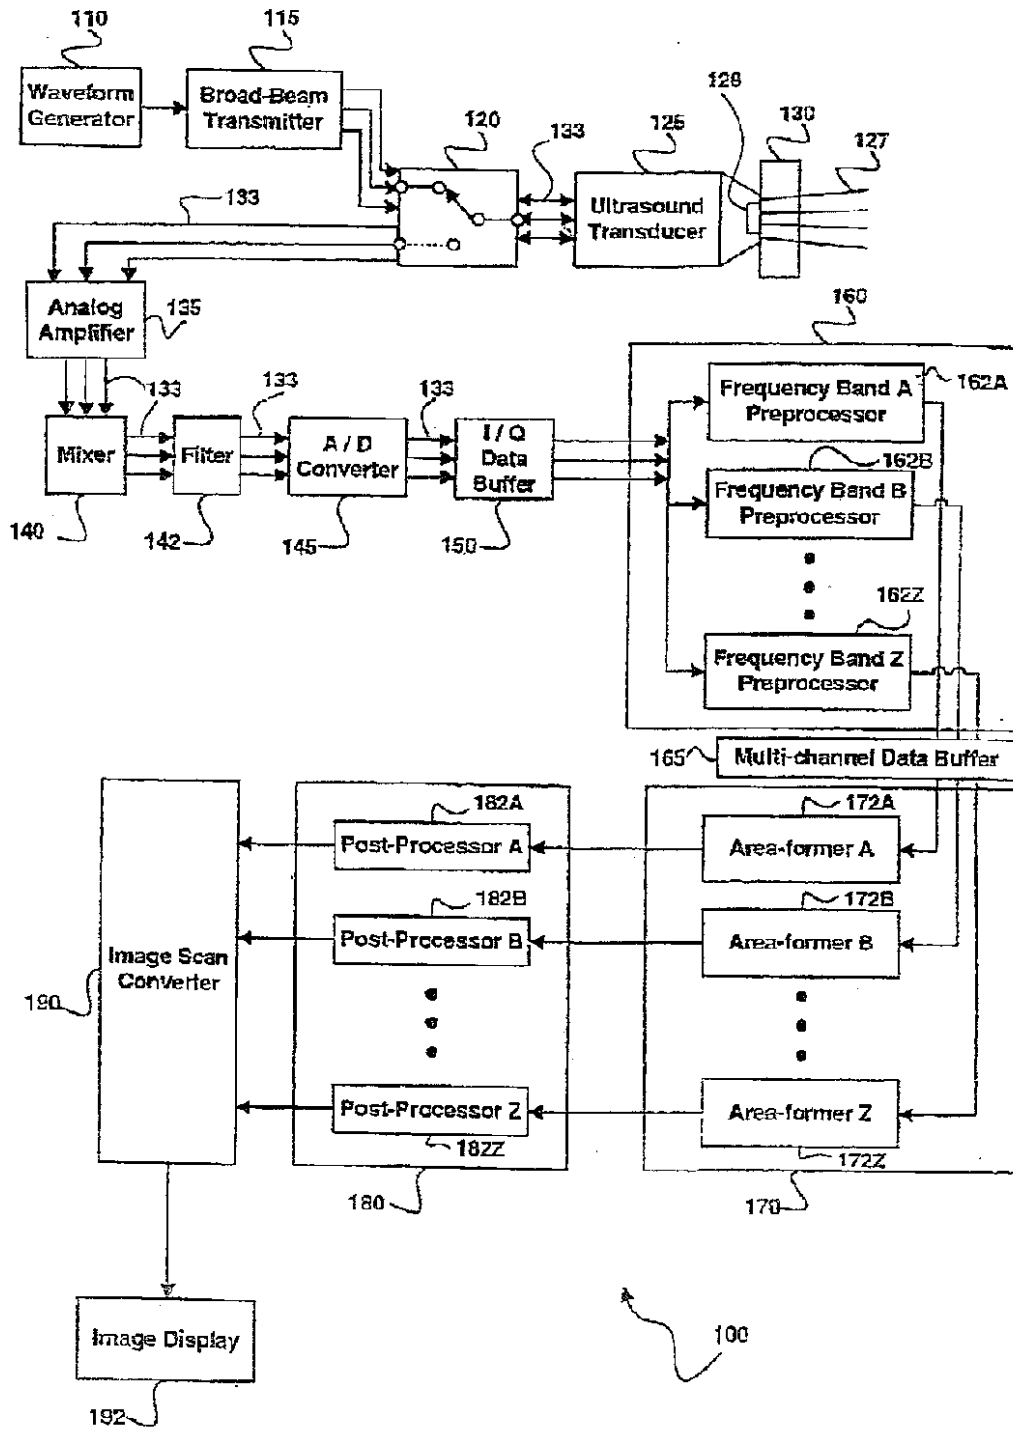 110
115
Waveform
Generator
Broad-Beam
Transmitter
120
133
125
128
130
127
133
Ultrasound
Transducer
Analog
Amplifier
135
160
133
133
133
Frequency Band A
Preprocessor
162A
Mixer
Filter
A / D
Converter
I / Q
Data
Buffer
162B
Frequency Band B
Preprocessor
140
142
145
150
162Z
Frequency Band Z
Preprocessor
165
Multi-channel Data Buffer
182A
172A
Post-Processor A
Area-former A
182B
172B
Post-Processor B
Area-former B
Image Scan
Converter
190
Post-Processor Z
Area-former Z
182Z
172Z
180
170
Image Display
100
192